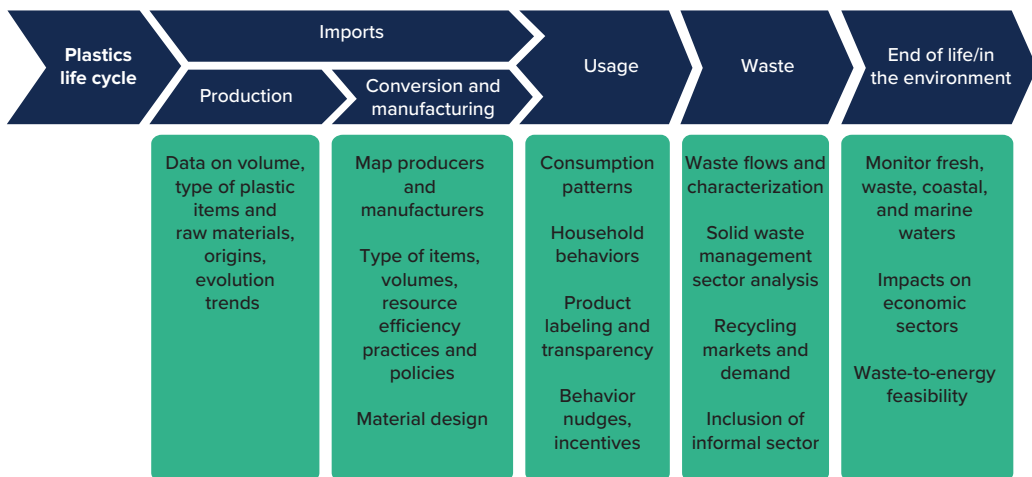 Plastics
life cycle
Imports
Production
Conversion and
manufacturing
Usage
Waste
End of life/in
the environment
Data on volume,
type of plastic
items and
raw materials,
origins,
evolution
trends
Map producers
and
manufacturers
Type of items,
volumes,
resource
efficiency
practices and
policies
Material design
Consumption
patterns
Household
behaviors
Product
labeling and
transparency
Behavior
nudges,
incentives
Waste flows and
characterization
Solid waste
management
sector analysis
Recycling
markets and
demand
Inclusion of
informal sector
Monitor fresh,
waste, coastal,
and marine
waters
Impacts on
economic
sectors
Waste-to-energy
feasibility